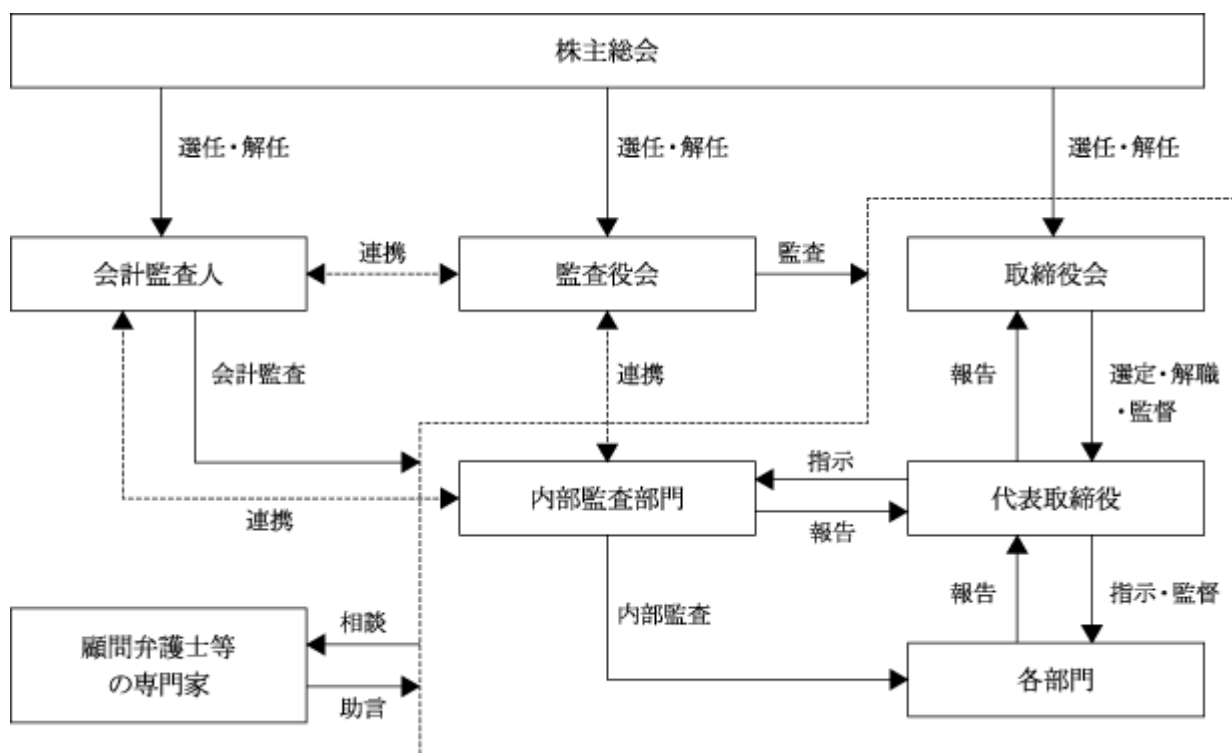 株主総会
選任・解任
選任・解任
選任・解任
会計監査人
連携
監査役会
監査
取締役会
会計監査
連携
報告
選定・解職
・監督
連携
内部監査部門
指示
報告
代表取締役
顧問弁護士等
の専門家
相談
助言
内部監査
報告
指示・監督
各部門